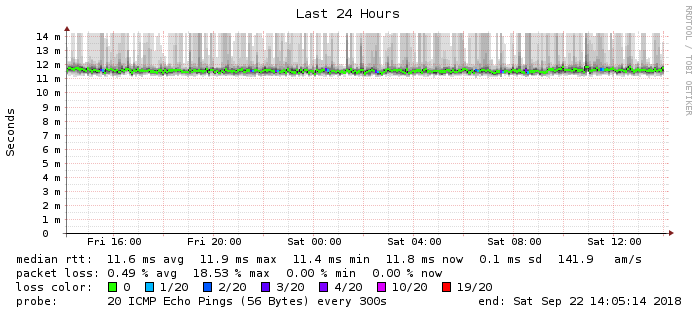 Last 24 Hours
RRDTOOL / TOBI OETIKER
Seconds
14 m
13 m
12 m
11 m
10 m
9 m
8 m
7 m
6 m
5 m
4 m
3 m
2 m
1 m
0
Fri 16:00 Fri 20:00 Sat 00:00 Sat 04:00 Sat 08:00 Sat 12:00
median rtt: 11.6 ms avg 11.9 ms max 11.4 ms min 11.8 ms now 0.1 ms sd 141.9 am/s
packet loss: 0.49 % avg 18.53 % max 0.00 % min 0.00 % now
loss color: 0 1/20 2/20 3/20 4/20 10/20 19/20
probe: 20 ICMP Echo Pings (56 Bytes) every 300s end: Sat Sep 22 14:05:14 2018